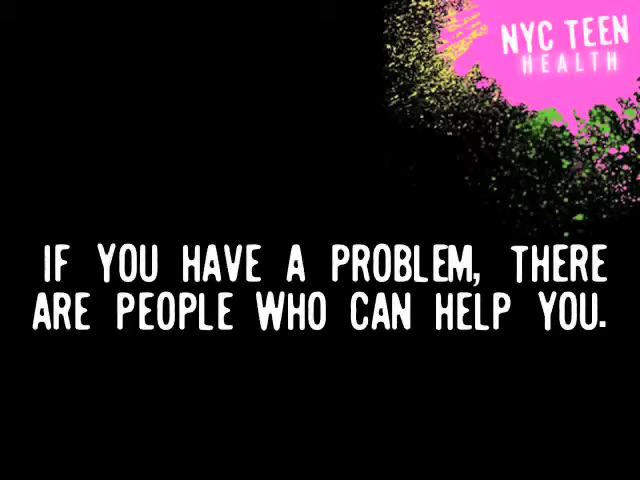 NYC TEEN
HEALTH
IF YOU HAVE A PROBLEM, THERE
ARE PEOPLE WHO CAN HELP YOU.